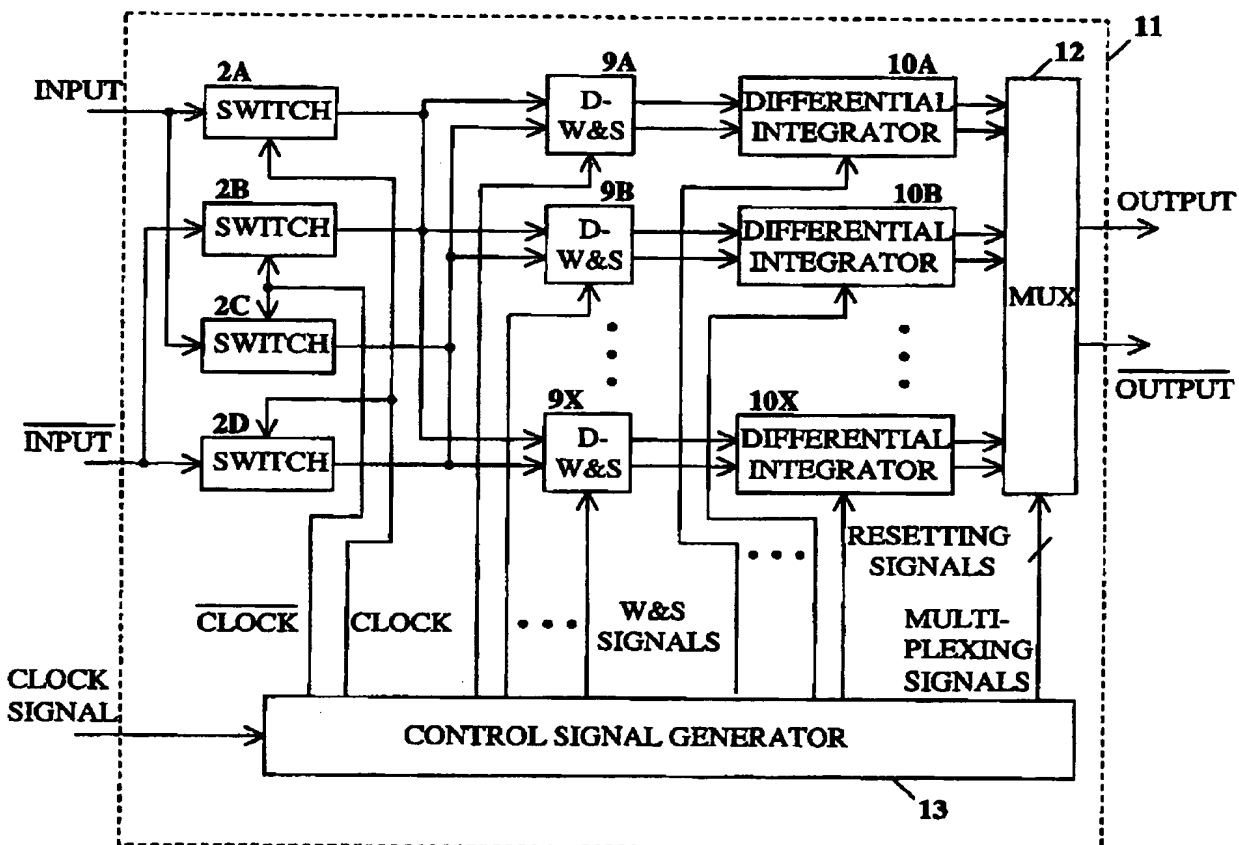 11
12
9A
10A
2A
INPUT
SWITCH
D-
W&S
DIFFERENTIAL
INTEGRATOR
2B
9B
10B
SWITCH
D-
W&S
DIFFERENTIAL
INTEGRATOR
OUTPUT
MUX
2C
SWITCH
OUTPUT
9X
10X
INPUT
2D
SWITCH
D-
W&S
DIFFERENTIAL
INTEGRATOR
RESETTING
SIGNALS
CLOCK
CLOCK
W&S
SIGNALS
MULTI-
PLEXING
SIGNALS
CLOCK
SIGNAL
CONTROL SIGNAL GENERATOR
13